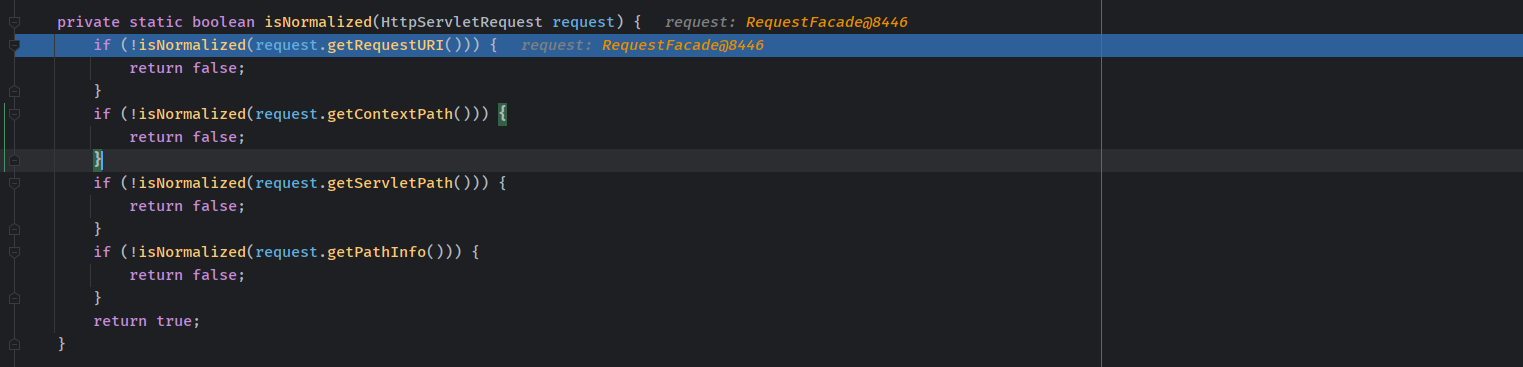 private static boolean isNormalized(HttpServletRequest request) {   request: RequestFacade@8446
    if (!isNormalized(request.getRequestURI())) {   request: RequestFacade@8446
        return false;
    }
    if (!isNormalized(request.getContextPath())) {
        return false;
    }
    if (!isNormalized(request.getServletPath())) {
        return false;
    }
    if (!isNormalized(request.getPathInfo())) {
        return false;
    }
    return true;
}